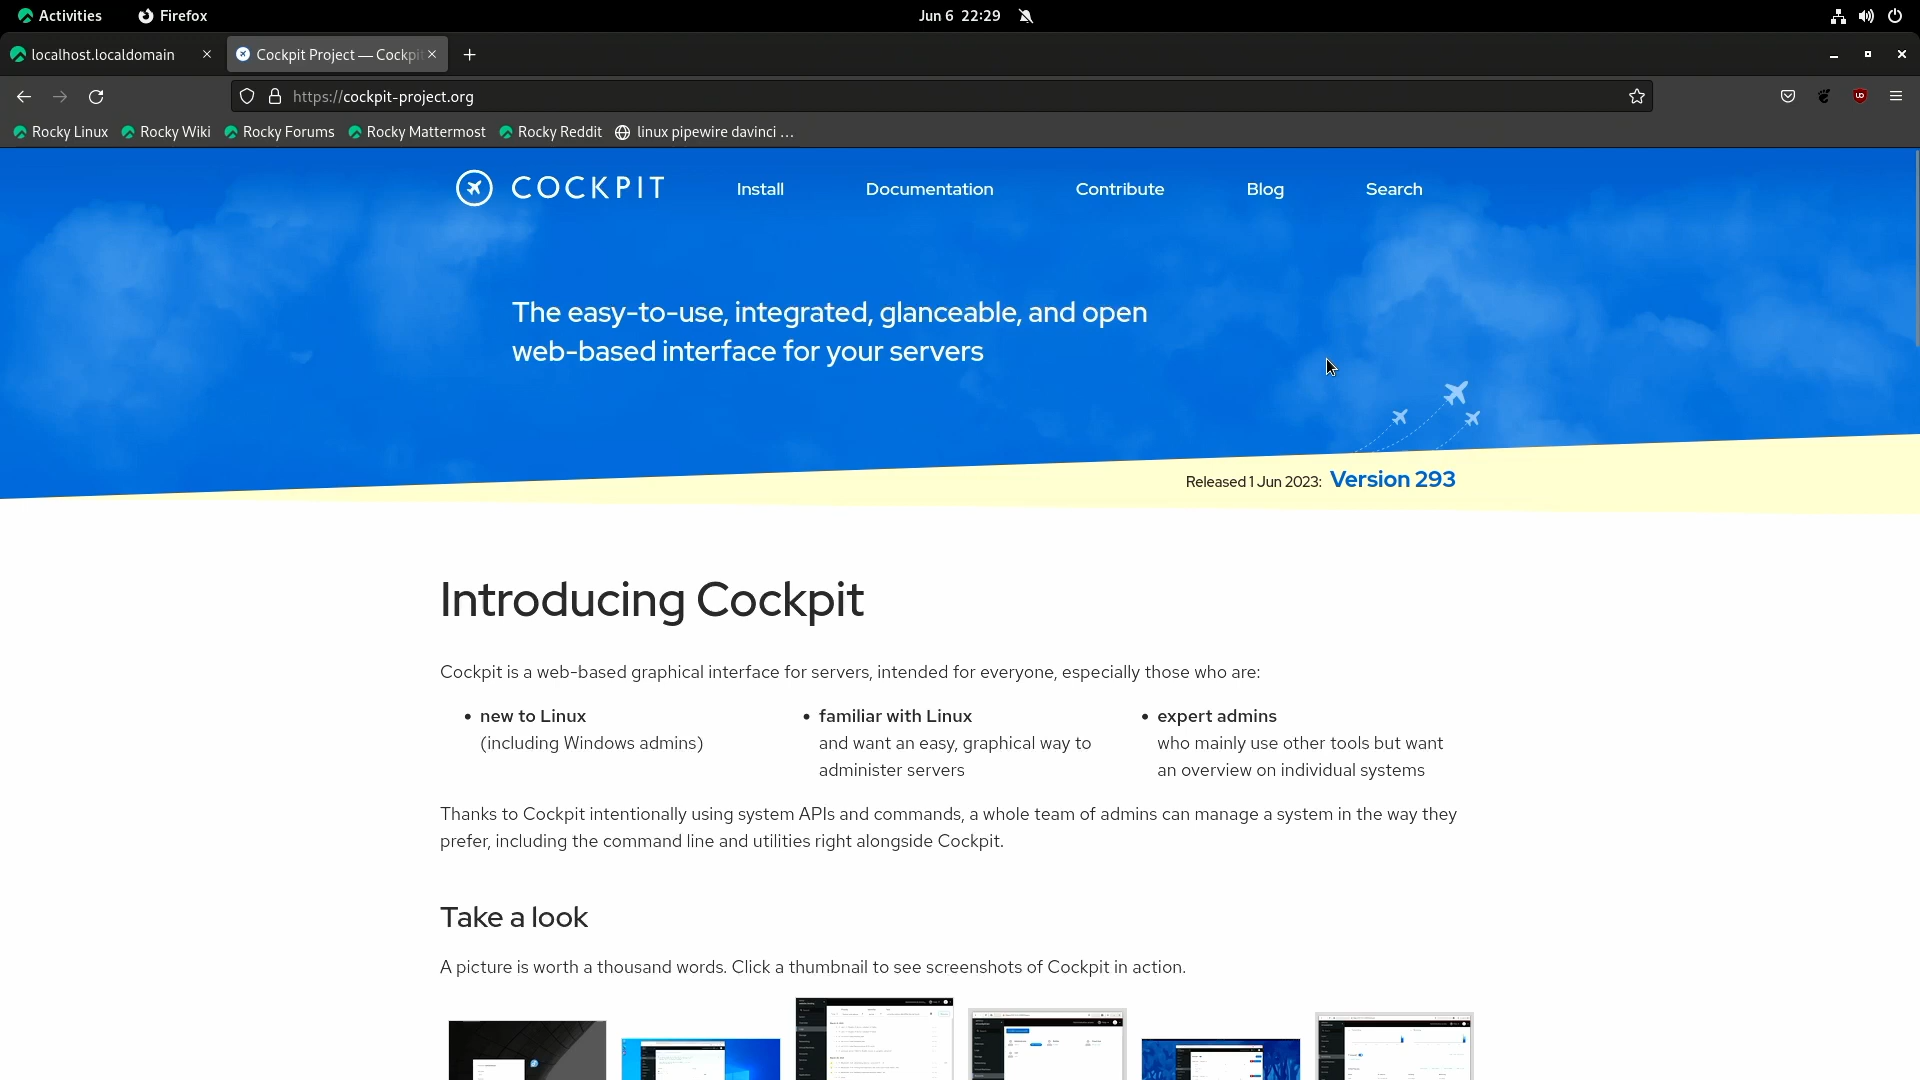 Activities
Firefox
Jun 6 22:29
localhost.localdomain
Cockpit Project — Cockpi
https://cockpit-project.org
Rocky Linux
Rocky Wiki
Rocky Forums
Rocky Mattermost
Rocky Reddit
linux pipewire davinci …
COCKPIT
Install
Documentation
Contribute
Blog
Search
The easy-to-use, integrated, glanceable, and open
web-based interface for your servers
Released 1 Jun 2023: Version 293
Introducing Cockpit
Cockpit is a web-based graphical interface for servers, intended for everyone, especially those who are:
• new to Linux
(including Windows admins)
• familiar with Linux
and want an easy, graphical way to
administer servers
• expert admins
who mainly use other tools but want
an overview on individual systems
Thanks to Cockpit intentionally using system APIs and commands, a whole team of admins can manage a system in the way they
prefer, including the command line and utilities right alongside Cockpit.
Take a look
A picture is worth a thousand words. Click a thumbnail to see screenshots of Cockpit in action.